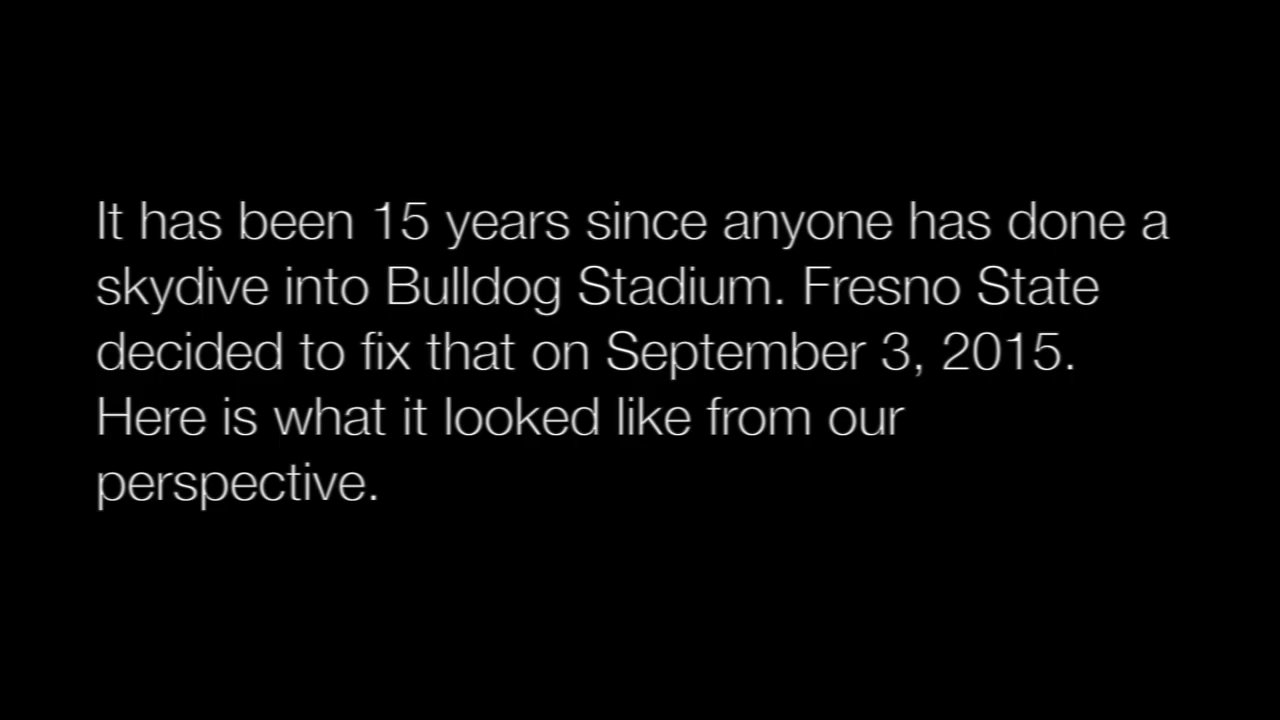 It has been 15 years since anyone has done a
skydive into Bulldog Stadium. Fresno State
decided to fix that on September 3, 2015.
Here is what it looked like from our
perspective.